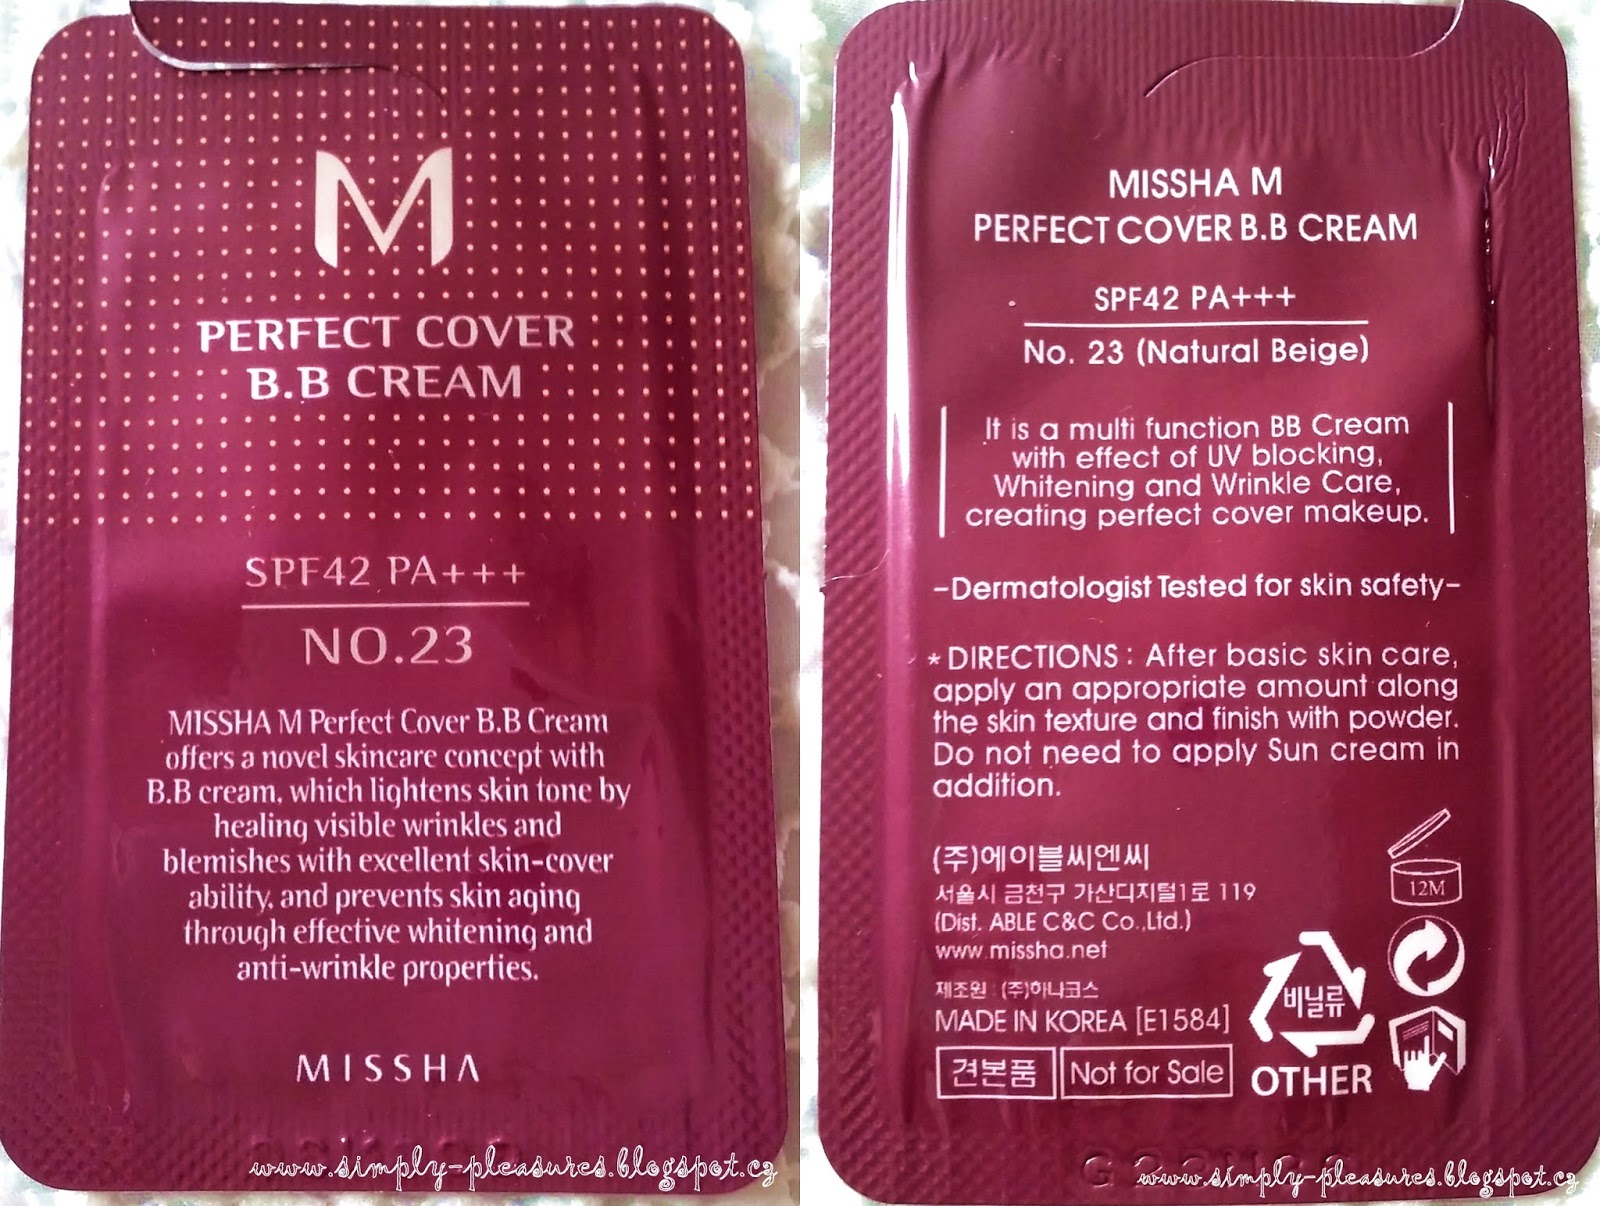 M
PERFECT COVER
B.B CREAM
SPF42 PA+++
NO.23
MISSHA M Perfect Cover B.B Cream
offers a novel skincare concept with
B.B cream, which lightens skin tone by
healing visible wrinkles and
blemishes with excellent skin-cover
ability, and prevents skin aging
through effective whitening and
anti-wrinkle properties.
MISSHA
www.simply-pleasures.blogspot.cz
MISSHA M
PERFECT COVER B.B CREAM
SPF42 PA+++
No. 23 (Natural Beige)
It is a multi function BB Cream
with effect of UV blocking,
Whitening and Wrinkle Care,
creating perfect cover makeup.
-Dermatologist Tested for skin safety-
* DIRECTIONS : After basic skin care,
apply an appropriate amount along
the skin texture and finish with powder.
Do not need to apply Sun cream in
addition.
(주)에이블씨엔씨
서울시 금천구 가산디지털1로 119
(Dist. ABLE C&C Co.,Ltd.)
www.missha.net
제조원 : (주)하나코스
MADE IN KOREA [E1584]
견본품 Not for Sale
12M
비닐류
OTHER
www.simply-pleasures.blogspot.cz